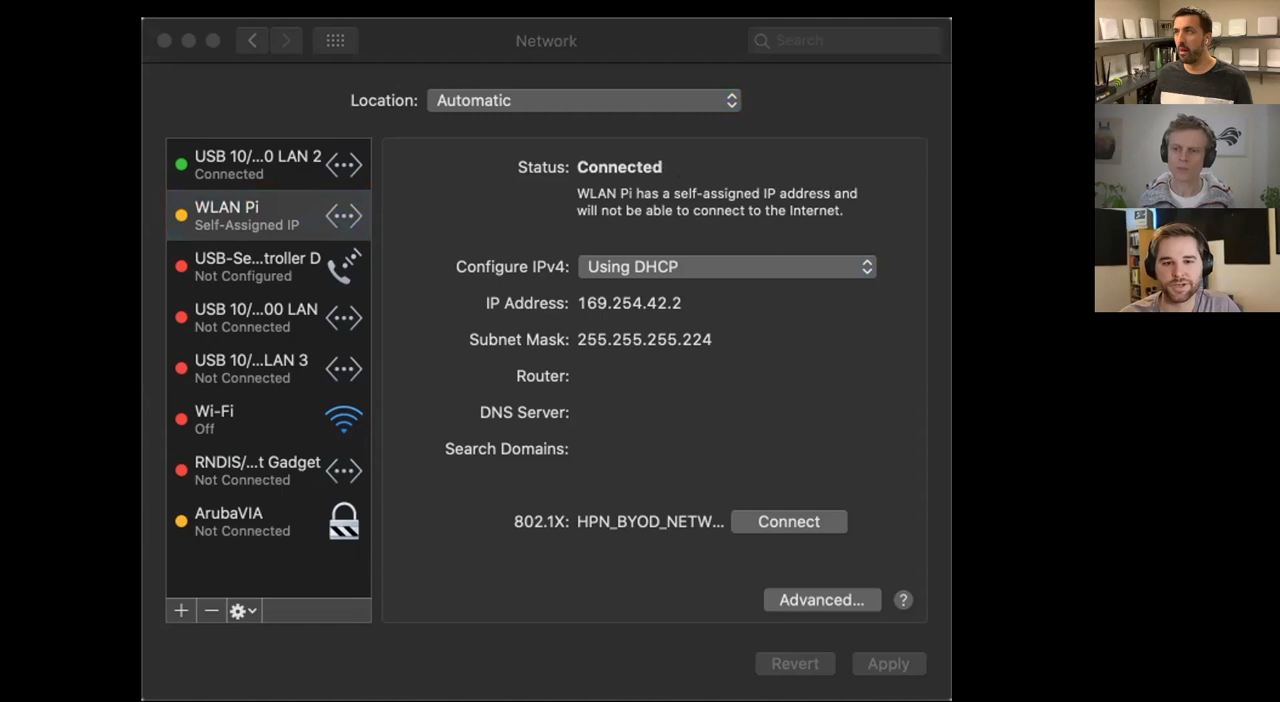 Network
Search
Location: Automatic
USB 10/...0 LAN 2
Connected
WLAN Pi
Self-Assigned IP
USB-Se...troller D
Not Configured
USB 10/...00 LAN
Not Connected
USB 10/...LAN 3
Not Connected
Wi-Fi
Off
RNDIS/...t Gadget
Not Connected
ArubaVIA
Not Connected
Status: Connected
WLAN Pi has a self-assigned IP address and
will not be able to connect to the Internet.
Configure IPv4: Using DHCP
IP Address: 169.254.42.2
Subnet Mask: 255.255.255.224
Router:
DNS Server:
Search Domains:
802.1X: HPN_BYOD_NETW... Connect
Advanced... ?
Revert Apply